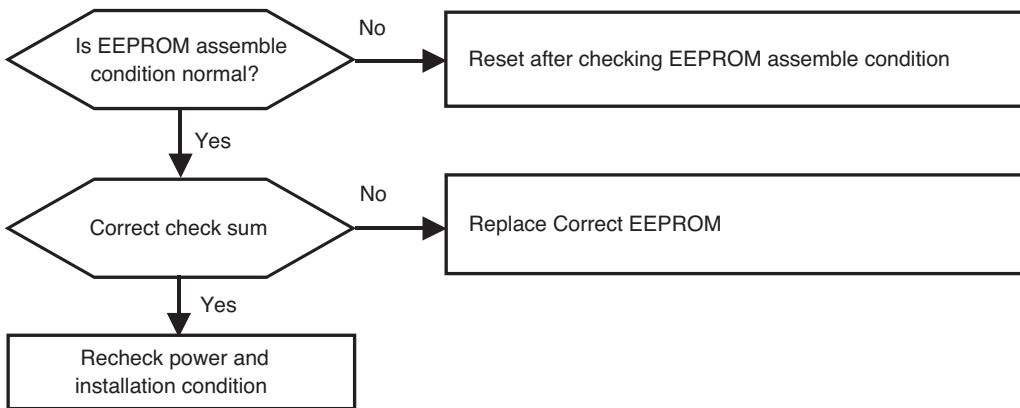 Is EEPROM assemble
condition normal?
No
Reset after checking EEPROM assemble condition
Yes
Correct check sum
No
Replace Correct EEPROM
Yes
Recheck power and
installation condition